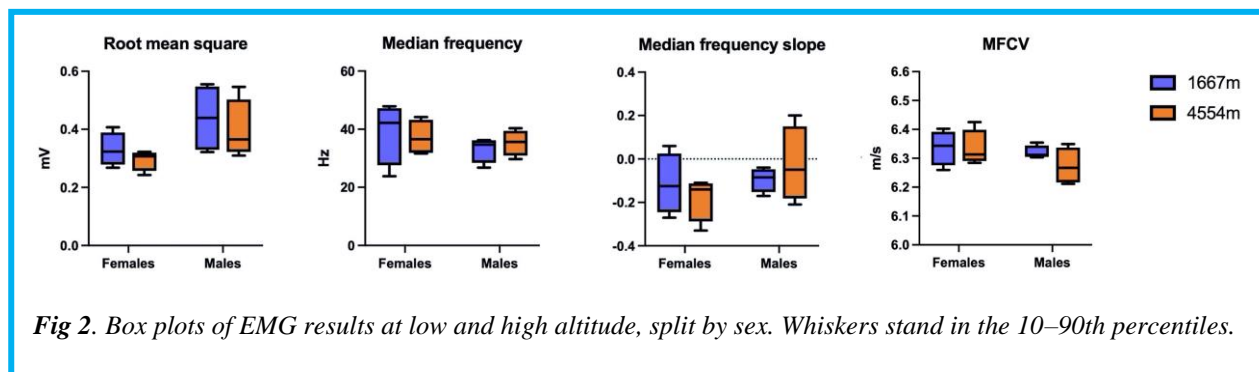 Root mean square
Median frequency
Median frequency slope
MFCV
0.6
0.4
0.2
0.0
mV
Females
Males
60
40
20
0
Hz
Females
Males
0.4
0.2
0.0
-0.2
-0.4
Females
Males
6.6
6.5
6.4
6.3
6.2
6.1
6.0
m/s
Females
Males
1667m
4554m
Fig 2. Box plots of EMG results at low and high altitude, split by sex. Whiskers stand in the 10–90th percentiles.